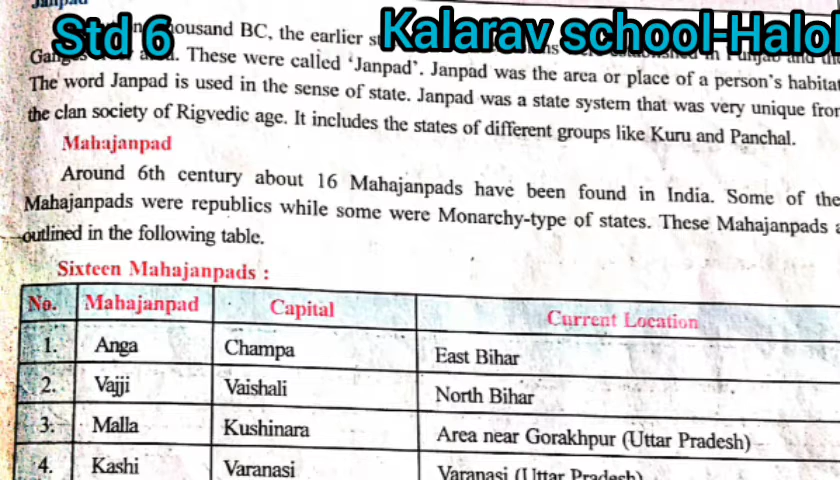 Janpad
Std 6
Kalarav school-Halol
thousand BC, the earlier
Ganges area. These were called 'Janpad'. Janpad was the area or place of a person's habitat
The word Janpad is used in the sense of state. Janpad was a state system that was very unique from
the clan society of Rigvedic age. It includes the states of different groups like Kuru and Panchal.
Mahajanpad
Around 6th century about 16 Mahajanpads have been found in India. Some of the
Mahajanpads were republics while some were Monarchy-type of states. These Mahajanpads a
outlined in the following table.
Sixteen Mahajanpads :
No. Mahajanpad Capital Current Location
1. Anga Champa East Bihar
2. Vajji Vaishali North Bihar
3. Malla Kushinara Area near Gorakhpur (Uttar Pradesh)
4. Kashi Varanasi Varanasi (Uttar Pradesh)